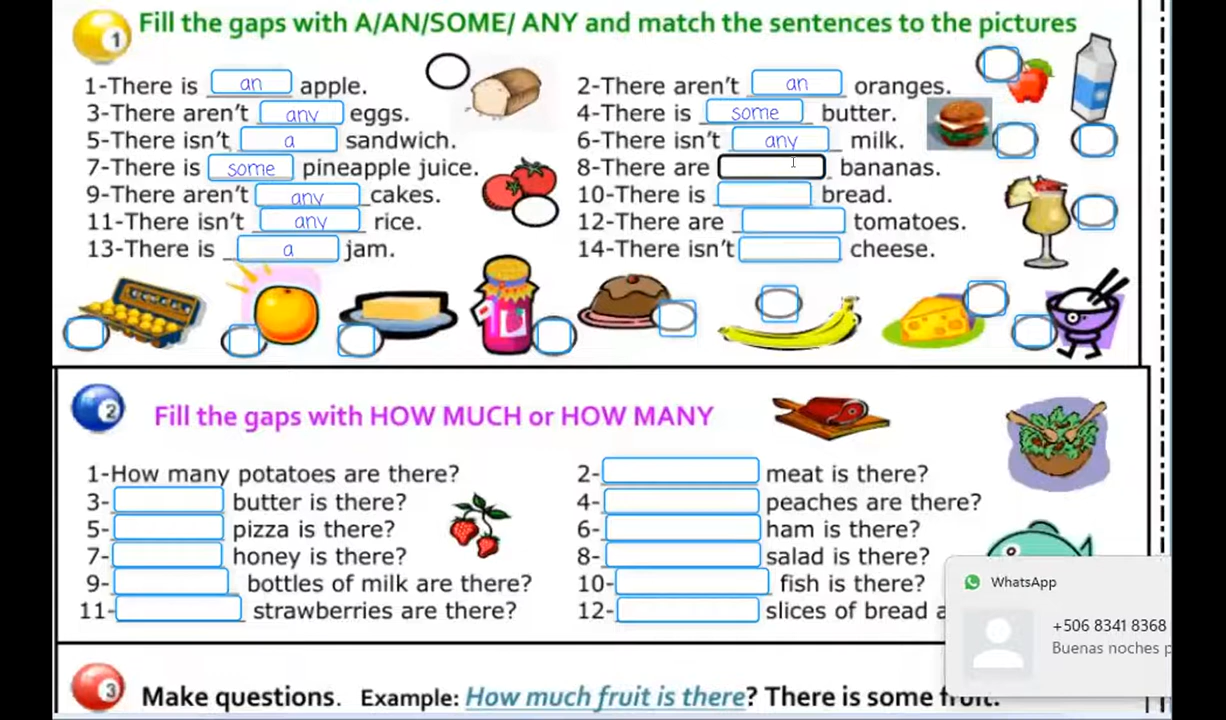 1 Fill the gaps with A/AN/SOME/ ANY and match the sentences to the pictures
1-There is an apple.
2-There aren't an oranges.
3-There aren't any eggs.
4-There is some butter.
5-There isn't a sandwich.
6-There isn't any milk.
7-There is some pineapple juice.
8-There are bananas.
9-There aren't any cakes.
10-There is bread.
11-There isn't any rice.
12-There are tomatoes.
13-There is a jam.
14-There isn't cheese.
2 Fill the gaps with HOW MUCH or HOW MANY
1-How many potatoes are there?
2- meat is there?
3- butter is there?
4- peaches are there?
5- pizza is there?
6- ham is there?
7- honey is there?
8- salad is there?
9- bottles of milk are there?
10- fish is there?
11- strawberries are there?
12- slices of bread a
WhatsApp
+506 8341 8368
Buenas noches p
3 Make questions. Example: How much fruit is there? There is some fruit.